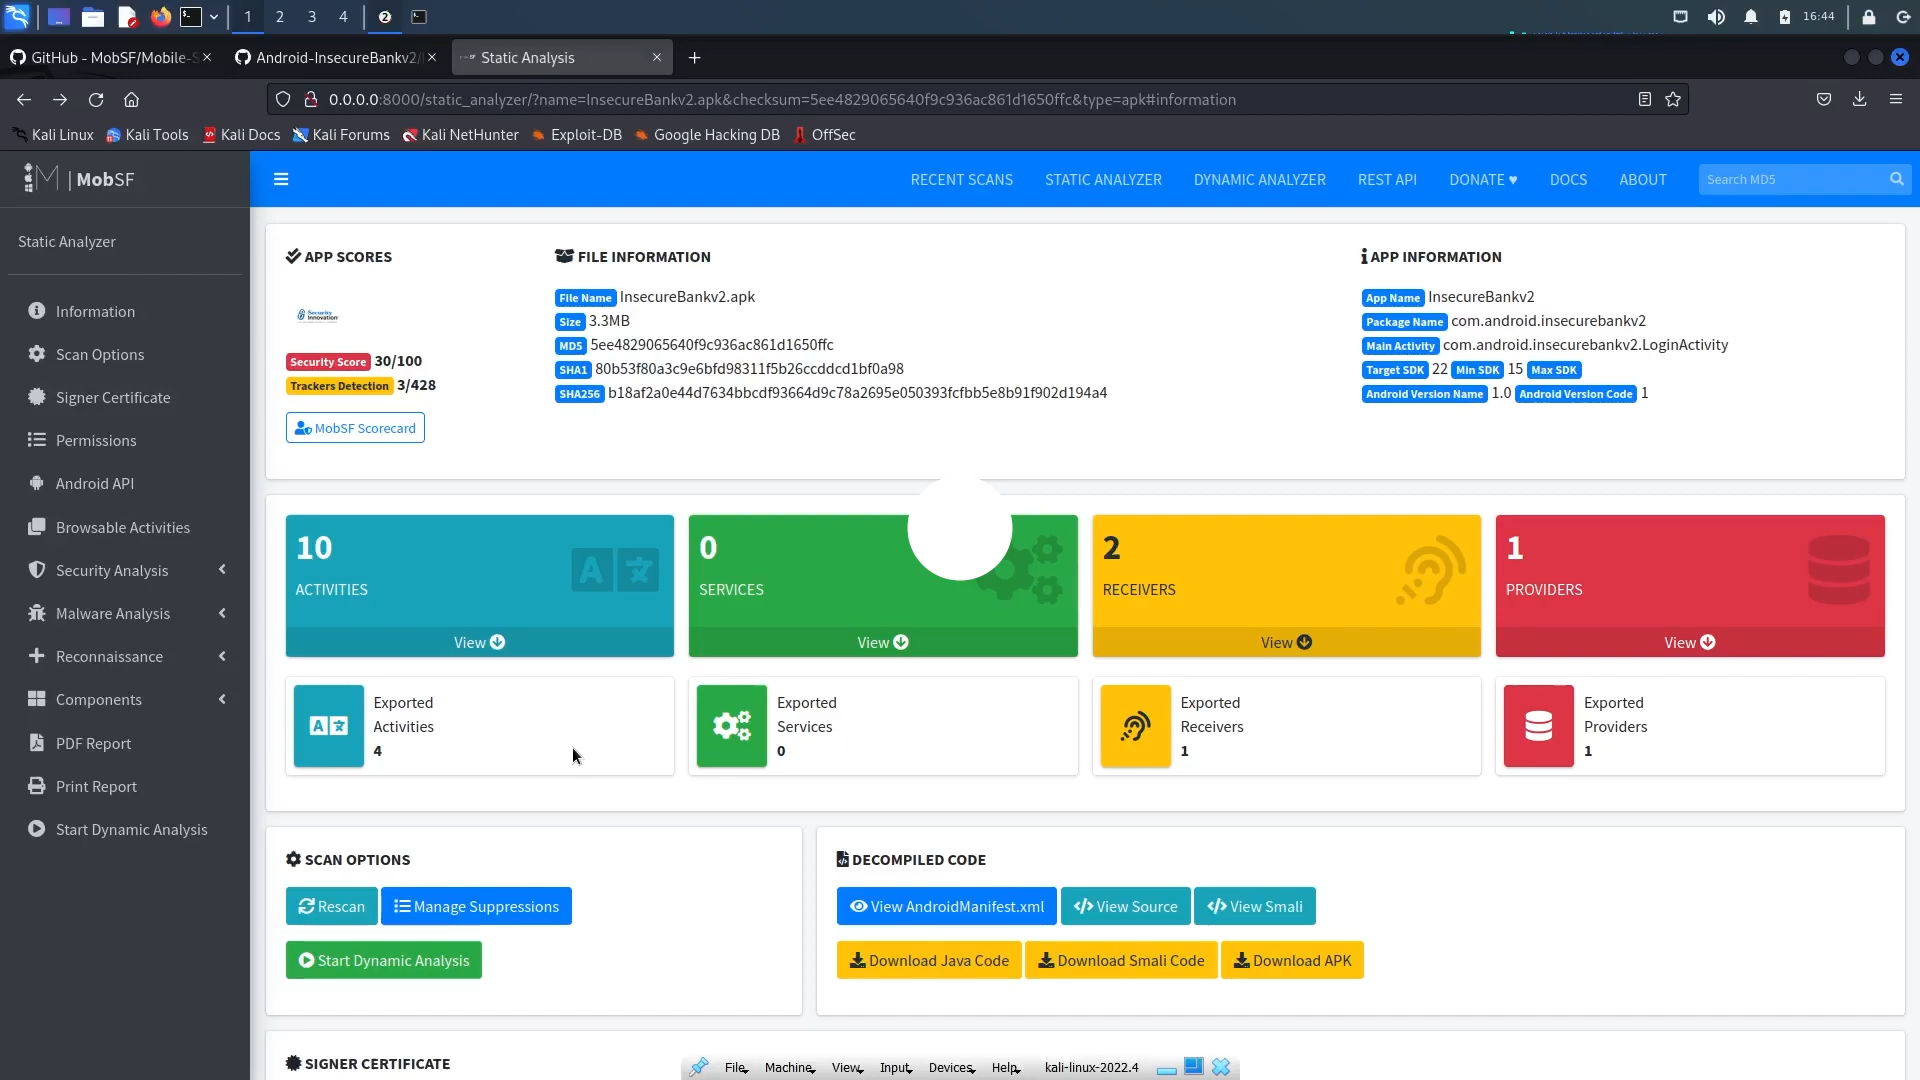 1 2 3 4 2 16:44
GitHub - MobSF/Mobile-S
Android-InsecureBankv2/
Static Analysis
0.0.0.0:8000/static_analyzer/?name=InsecureBankv2.apk&checksum=5ee4829065640f9c936ac861d1650ffc&type=apk#information
Kali Linux Kali Tools Kali Docs Kali Forums Kali NetHunter Exploit-DB Google Hacking DB OffSec
M | MobSF
RECENT SCANS STATIC ANALYZER DYNAMIC ANALYZER REST API DONATE ♥ DOCS ABOUT Search MD5
Static Analyzer
Information
Scan Options
Signer Certificate
Permissions
Android API
Browsable Activities
Security Analysis
Malware Analysis
Reconnaissance
Components
PDF Report
Print Report
Start Dynamic Analysis
APP SCORES
Security Innovation
Security Score 30/100
Trackers Detection 3/428
MobSF Scorecard
FILE INFORMATION
File Name InsecureBankv2.apk
Size 3.3MB
MD5 5ee4829065640f9c936ac861d1650ffc
SHA1 80b53f80a3c9e6bfd98311f5b26ccddcd1bf0a98
SHA256 b18af2a0e44d7634bbcdf93664d9c78a2695e050393fcfbb5e8b91f902d194a4
APP INFORMATION
App Name InsecureBankv2
Package Name com.android.insecurebankv2
Main Activity com.android.insecurebankv2.LoginActivity
Target SDK 22 Min SDK 15 Max SDK
Android Version Name 1.0 Android Version Code 1
10
ACTIVITIES
View
0
SERVICES
View
2
RECEIVERS
View
1
PROVIDERS
View
Exported
Activities
4
Exported
Services
0
Exported
Receivers
1
Exported
Providers
1
SCAN OPTIONS
Rescan Manage Suppressions
Start Dynamic Analysis
DECOMPILED CODE
View AndroidManifest.xml View Source View Smali
Download Java Code Download Smali Code Download APK
SIGNER CERTIFICATE
File Machine View Input Devices Help kali-linux-2022.4